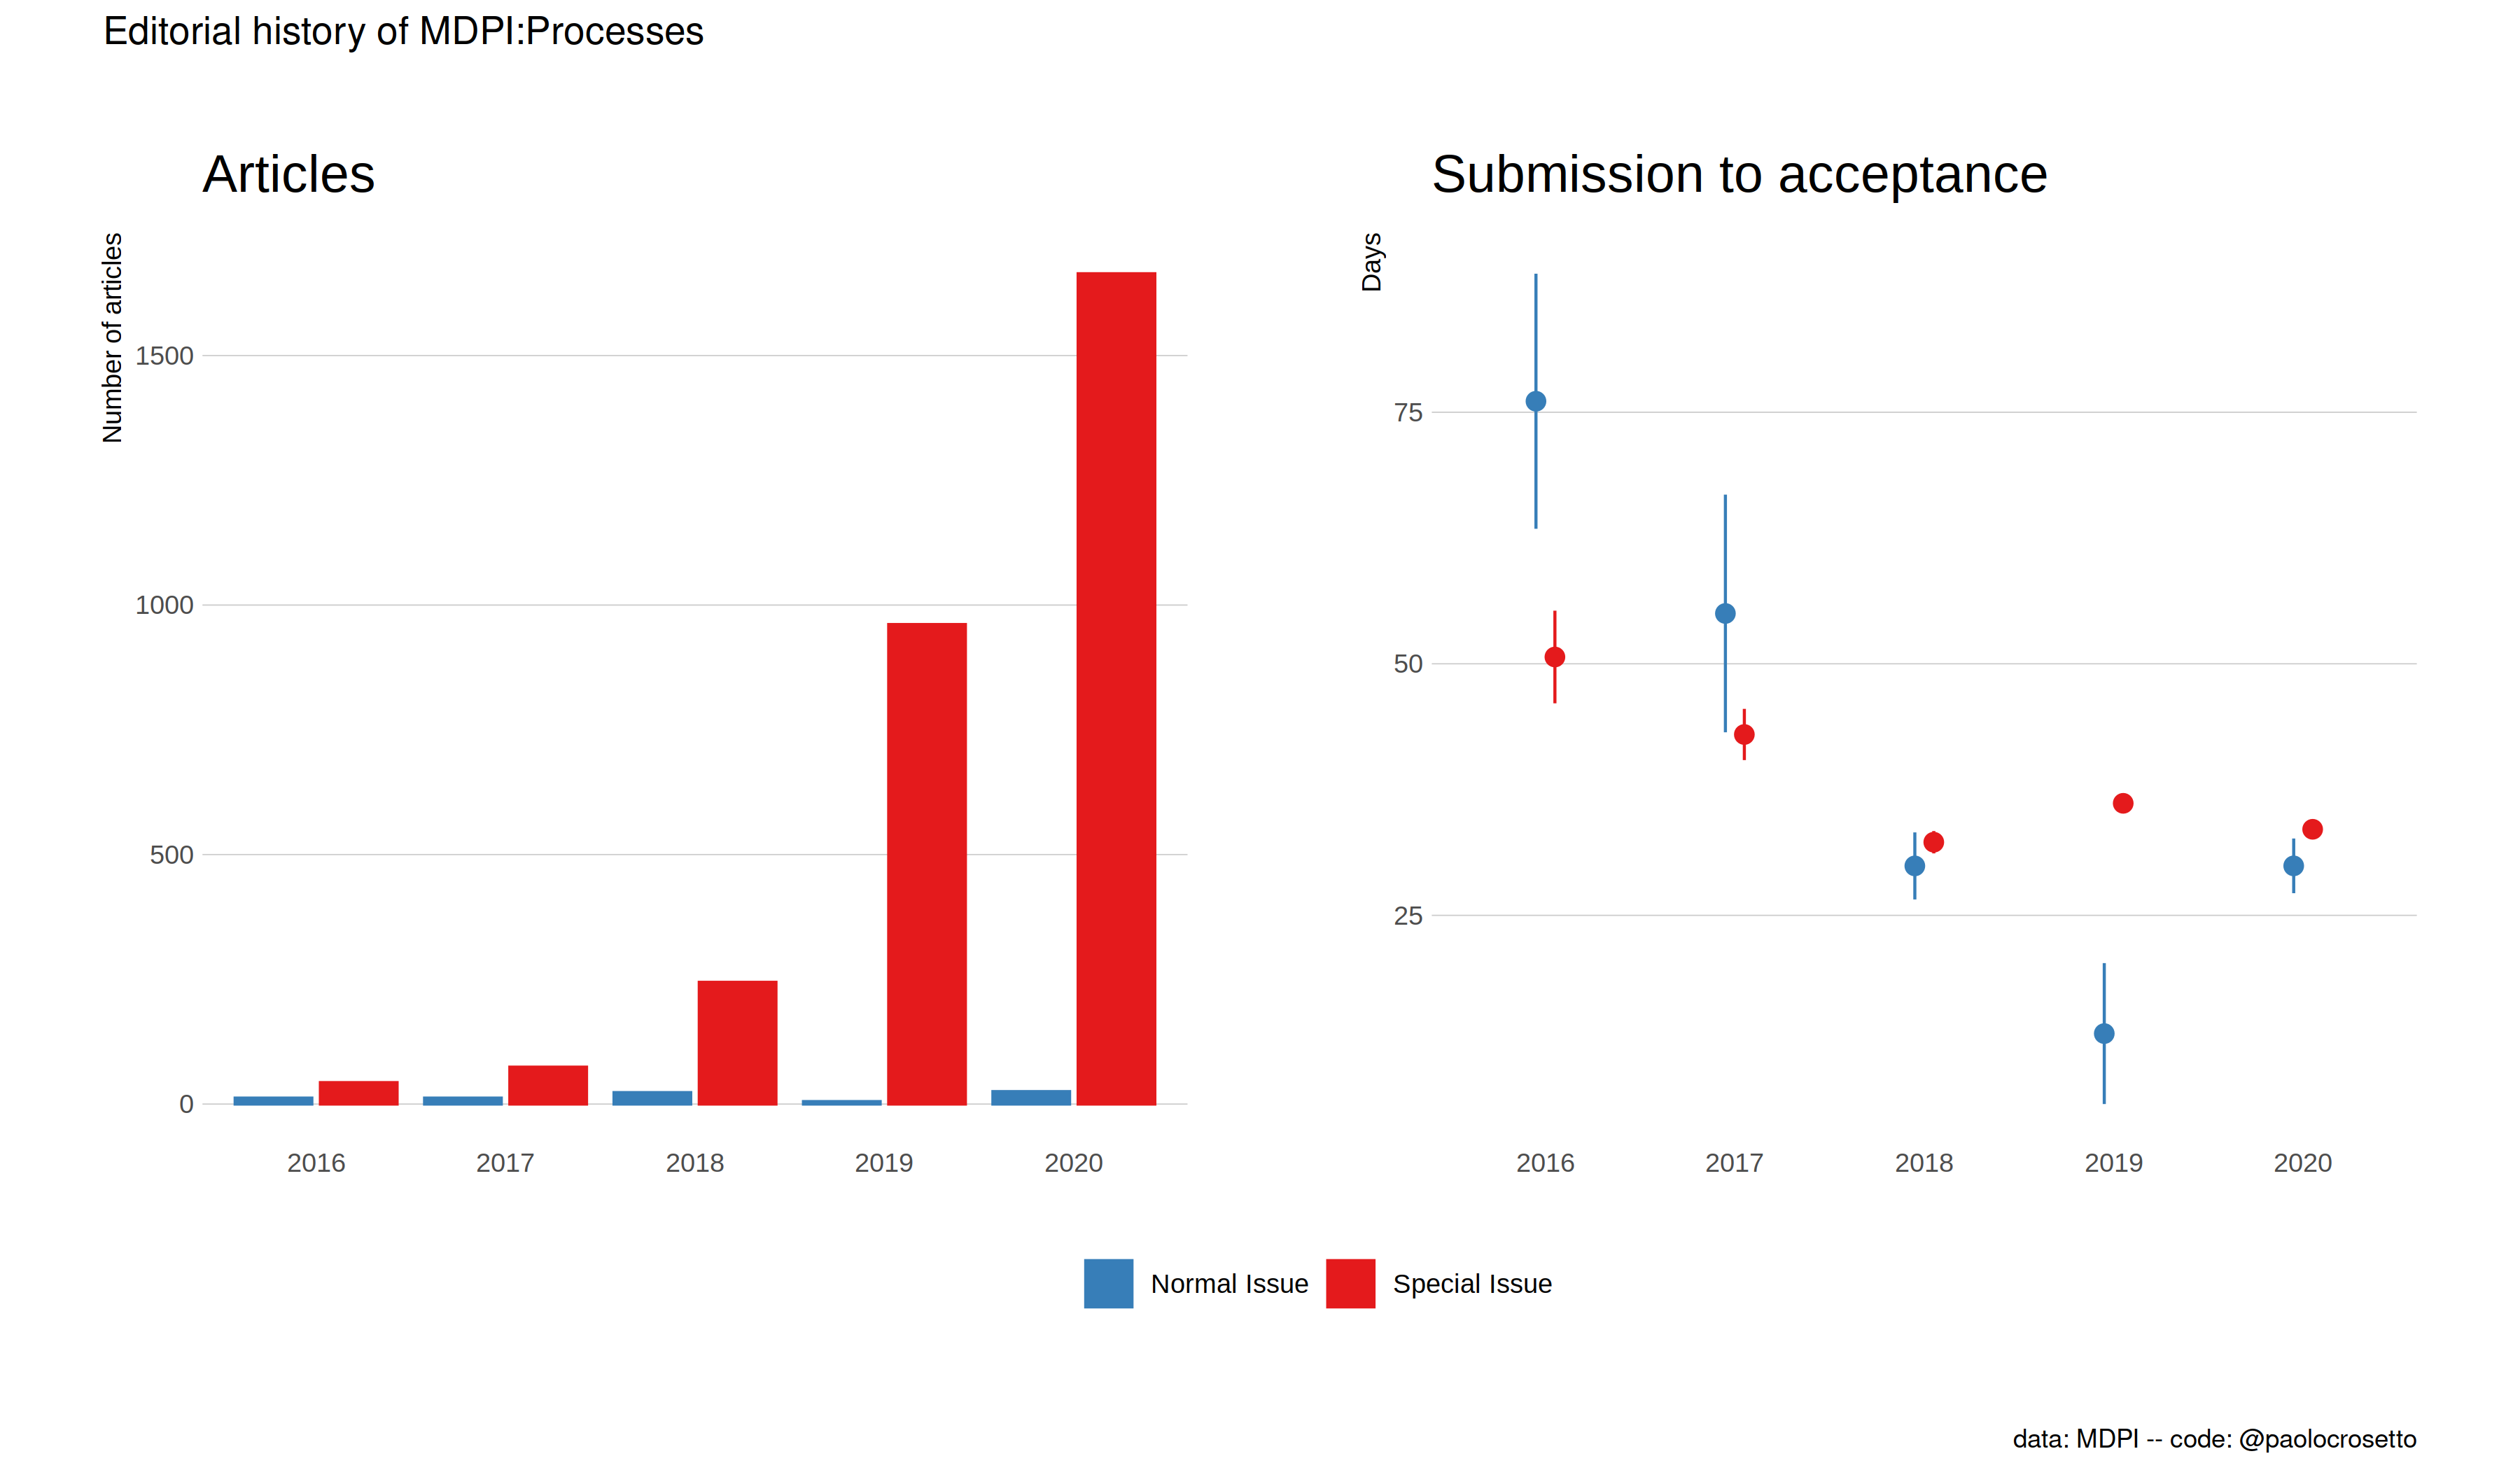 Editorial history of MDPI:Processes
Articles
Number of articles
1500
1000
500
0
2016 2017 2018 2019 2020
Submission to acceptance
Days
75
50
25
2016 2017 2018 2019 2020
Normal Issue Special Issue
data: MDPI -- code: @paolocrosetto